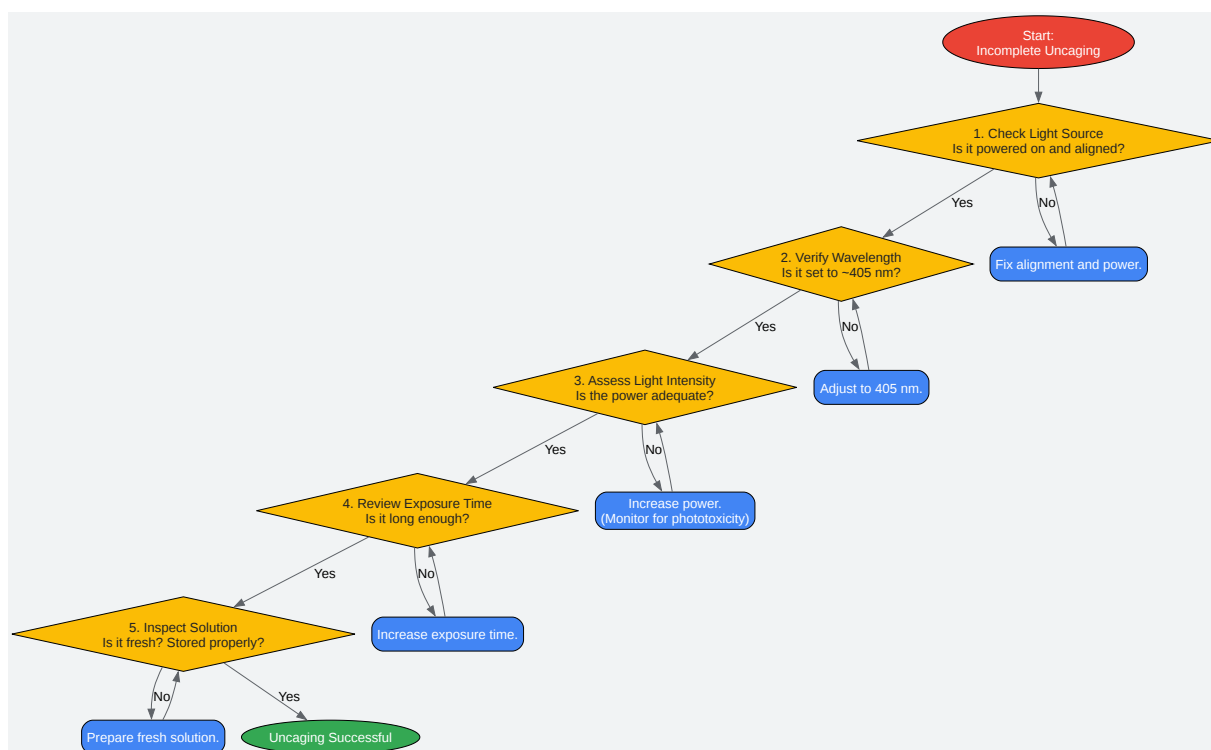 Start:
Incomplete Uncaging
1. Check Light Source
Is it powered on and aligned?
Yes
No
Fix alignment and power.
2. Verify Wavelength
Is it set to ~405 nm?
Yes
No
Adjust to 405 nm.
3. Assess Light Intensity
Is the power adequate?
Yes
No
Increase power.
(Monitor for phototoxicity)
4. Review Exposure Time
Is it long enough?
Yes
No
Increase exposure time.
5. Inspect Solution
Is it fresh? Stored properly?
No
Yes
Prepare fresh solution.
Uncaging Successful